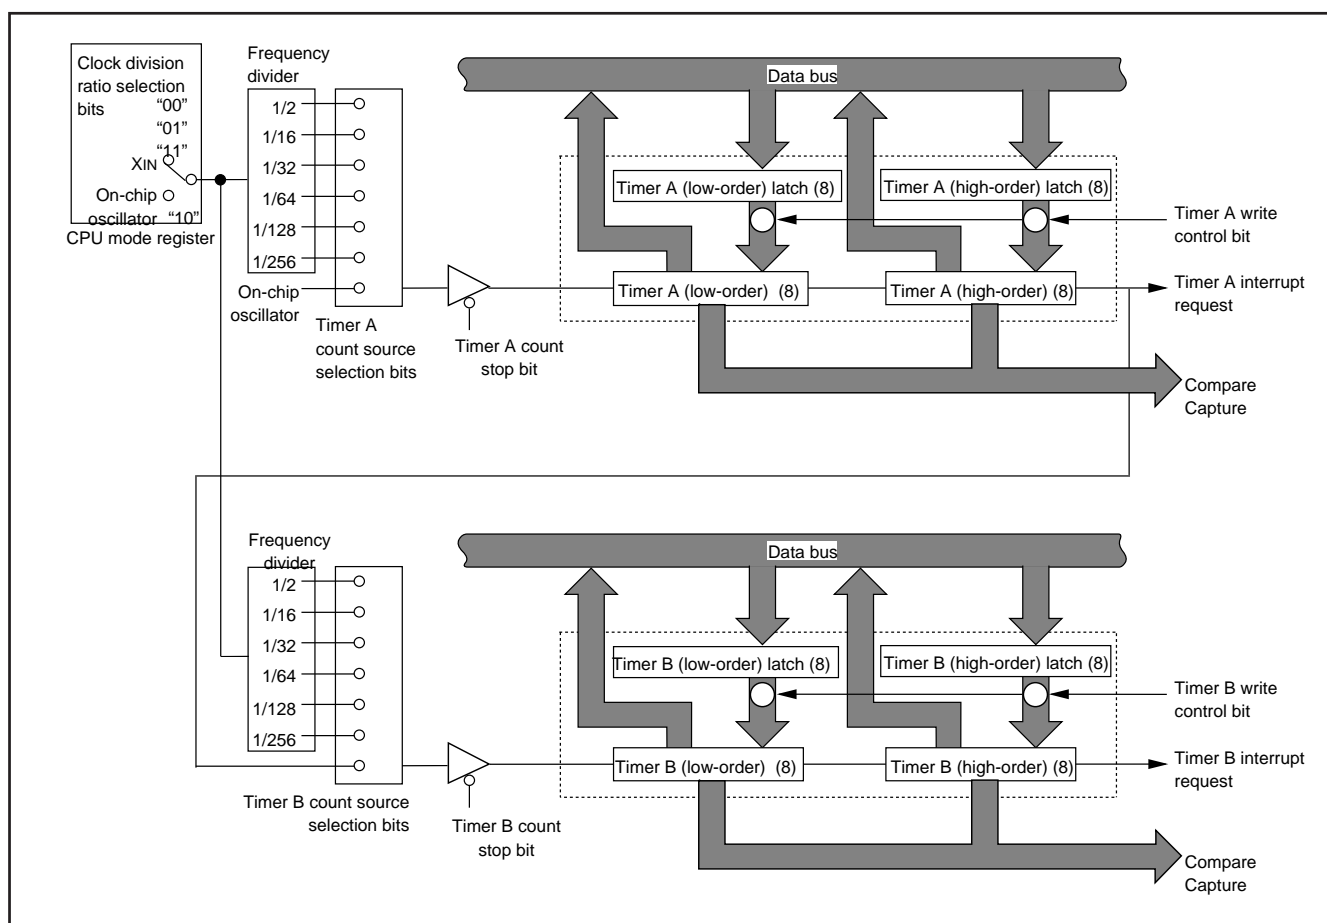 Clock division
ratio selection
bits
“00”
“01”
“11”
XIN
On-chip
oscillator “10”
CPU mode register
Frequency
divider
1/2
1/16
1/32
1/64
1/128
1/256
On-chip
oscillator
Timer A
count source
selection bits
Timer A count
stop bit
Data bus
Timer A (low-order) latch (8)
Timer A (high-order) latch (8)
Timer A write
control bit
Timer A (low-order) (8)
Timer A (high-order) (8)
Timer A interrupt
request
Compare
Capture
Frequency
divider
1/2
1/16
1/32
1/64
1/128
1/256
Timer B count source
selection bits
Timer B count
stop bit
Data bus
Timer B (low-order) latch (8)
Timer B (high-order) latch (8)
Timer B write
control bit
Timer B (low-order) (8)
Timer B (high-order) (8)
Timer B interrupt
request
Compare
Capture